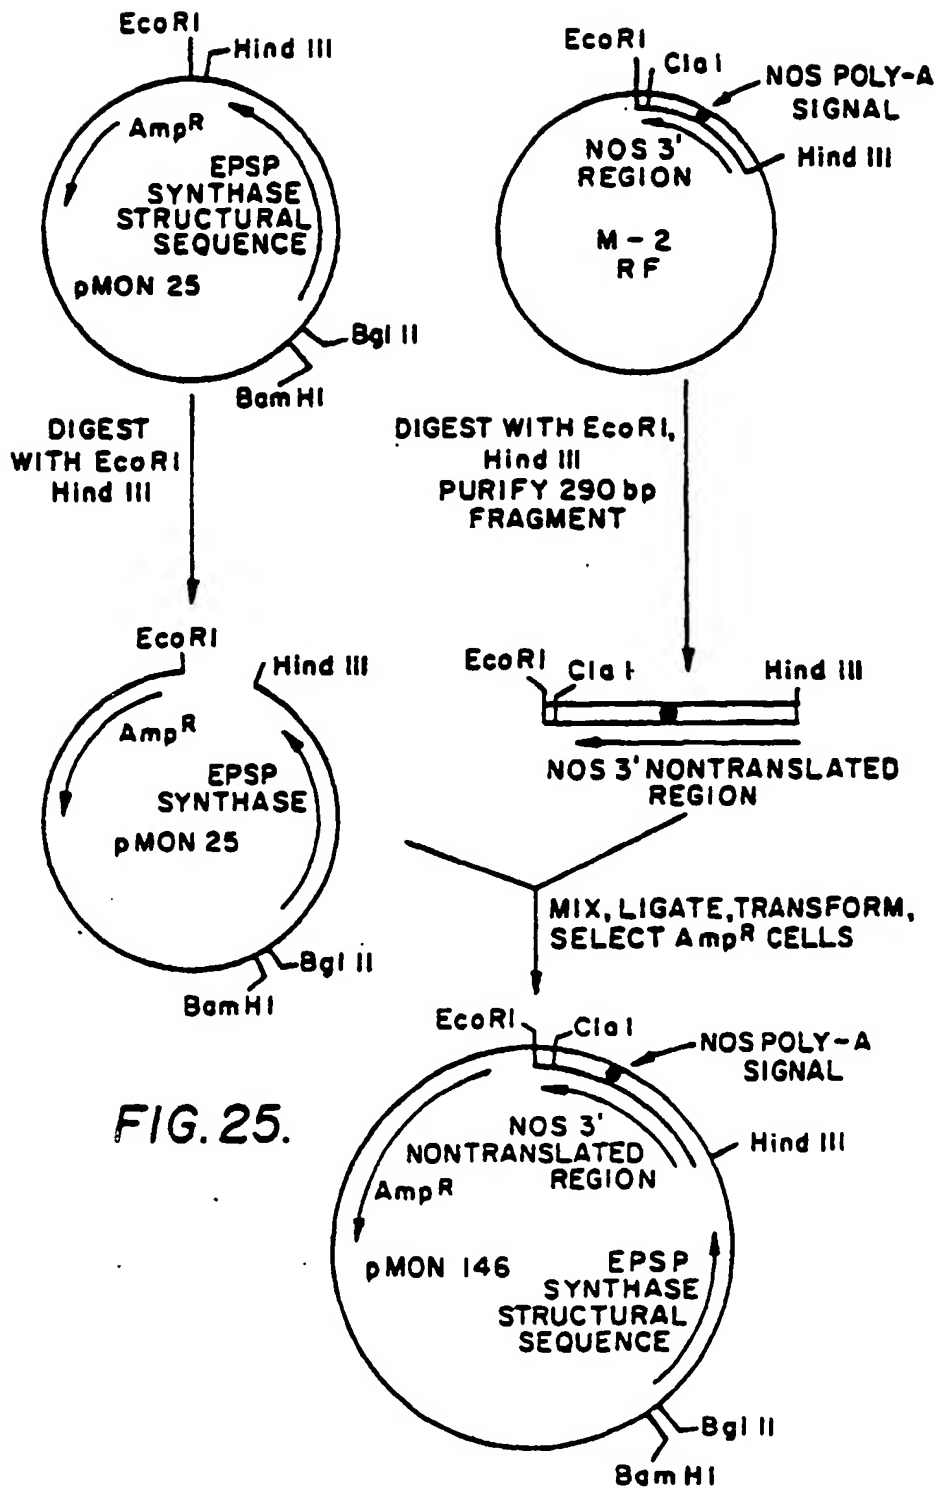 EcoRI
Hind III
AmpR
EPSP
SYNTHASE
STRUCTURAL
SEQUENCE
pMON 25
Bgl II
BamHI
EcoRI
Cla I
NOS POLY-A
SIGNAL
NOS 3'
REGION
Hind III
M-2
RF
DIGEST
WITH EcoRI
Hind III
DIGEST WITH EcoRI,
Hind III
PURIFY 290 bp
FRAGMENT
EcoRI
Hind III
AmpR
EPSP
SYNTHASE
pMON 25
Bgl II
BamHI
EcoRI
Cla I
Hind III
NOS 3' NONTRANSLATED
REGION
MIX, LIGATE, TRANSFORM,
SELECT AmpR CELLS
EcoRI
Cla I
NOS POLY-A
SIGNAL
NOS 3'
NONTRANSLATED
REGION
Hind III
AmpR
pMON 146
EPSP
SYNTHASE
STRUCTURAL
SEQUENCE
Bgl II
BamHI
FIG. 25.